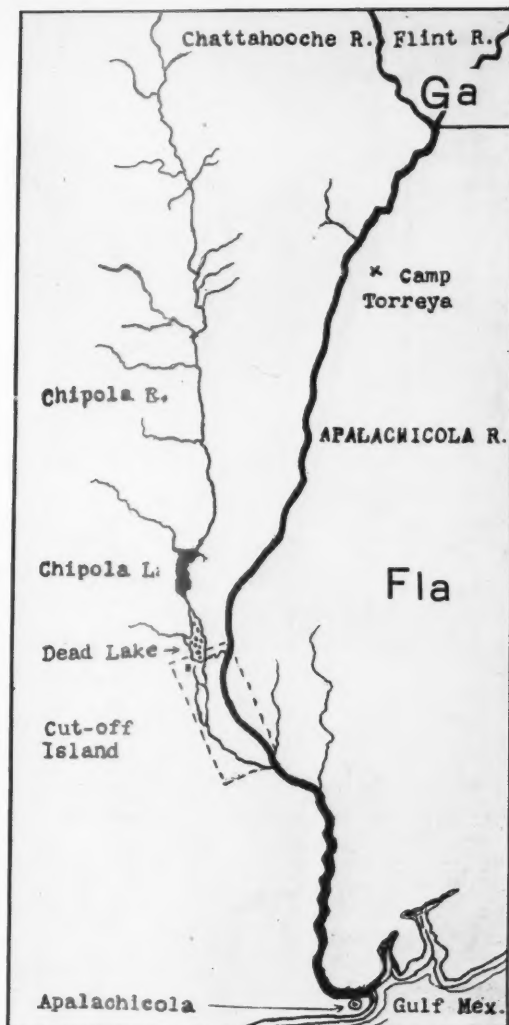 Chattahooche R. Flint R.
Ga
x Camp
Torreya
Chipola R.
APALACHICOLA R.
Chipola L.
Fla
Dead Lake
Cut-off
Island
Apalachicola
Gulf Mex.